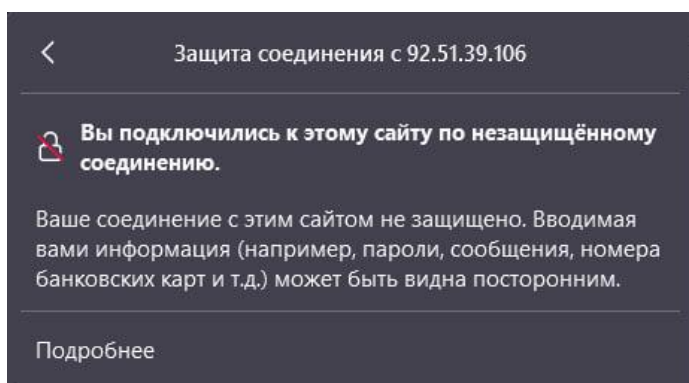 Защита соединения с 92.51.39.106
Вы подключились к этому сайту по незащищённому
соединению.
Ваше соединение с этим сайтом не защищено. Вводимая
вами информация (например, пароли, сообщения, номера
банковских карт и т.д.) может быть видна посторонним.
Подробнее